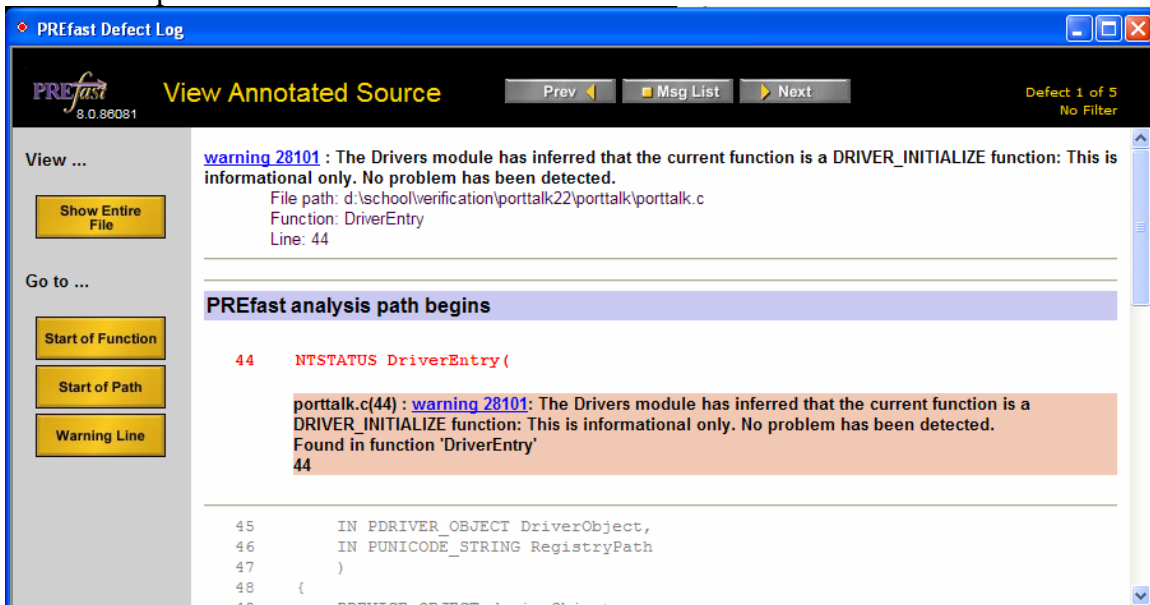 PREfast Defect Log
PREfast
8.0.86081
View Annotated Source
Prev
Msg List
Next
Defect 1 of 5
No Filter
View ...
Show Entire
File
Go to ...
Start of Function
Start of Path
Warning Line
warning 28101 : The Drivers module has inferred that the current function is a DRIVER_INITIALIZE function: This is
informational only. No problem has been detected.
File path: d:\school\verification\porttalk22\porttalk\porttalk.c
Function: DriverEntry
Line: 44
PREfast analysis path begins
44 NTSTATUS DriverEntry(
porttalk.c(44) : warning 28101: The Drivers module has inferred that the current function is a
DRIVER_INITIALIZE function: This is informational only. No problem has been detected.
Found in function 'DriverEntry'
44
45 IN PDRIVER_OBJECT DriverObject,
46 IN PUNICODE_STRING RegistryPath
47 )
48 {